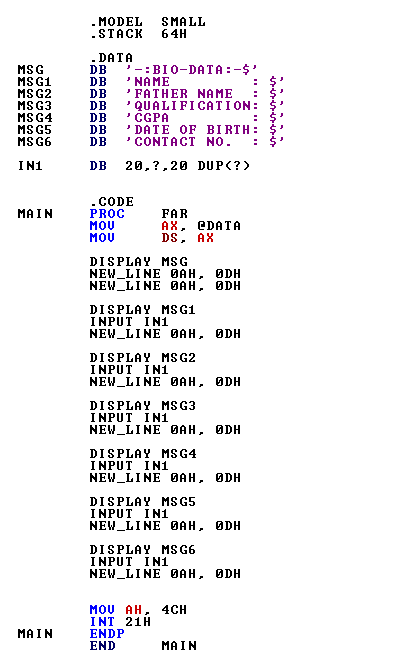 .MODEL  SMALL
.STACK  64H
.DATA
MSG      DB  '-:BIO-DATA:-$'
MSG1     DB  'NAME         : $'
MSG2     DB  'FATHER NAME  : $'
MSG3     DB  'QUALIFICATION: $'
MSG4     DB  'CGPA         : $'
MSG5     DB  'DATE OF BIRTH: $'
MSG6     DB  'CONTACT NO.  : $'
IN1      DB  20,?,20 DUP(?)
.CODE
MAIN     PROC     FAR
MOV      AX, @DATA
MOV      DS, AX
DISPLAY MSG
NEW_LINE 0AH, 0DH
NEW_LINE 0AH, 0DH
DISPLAY MSG1
INPUT IN1
NEW_LINE 0AH, 0DH
DISPLAY MSG2
INPUT IN1
NEW_LINE 0AH, 0DH
DISPLAY MSG3
INPUT IN1
NEW_LINE 0AH, 0DH
DISPLAY MSG4
INPUT IN1
NEW_LINE 0AH, 0DH
DISPLAY MSG5
INPUT IN1
NEW_LINE 0AH, 0DH
DISPLAY MSG6
INPUT IN1
NEW_LINE 0AH, 0DH
MOV AH, 4CH
INT 21H
MAIN     ENDP
END      MAIN